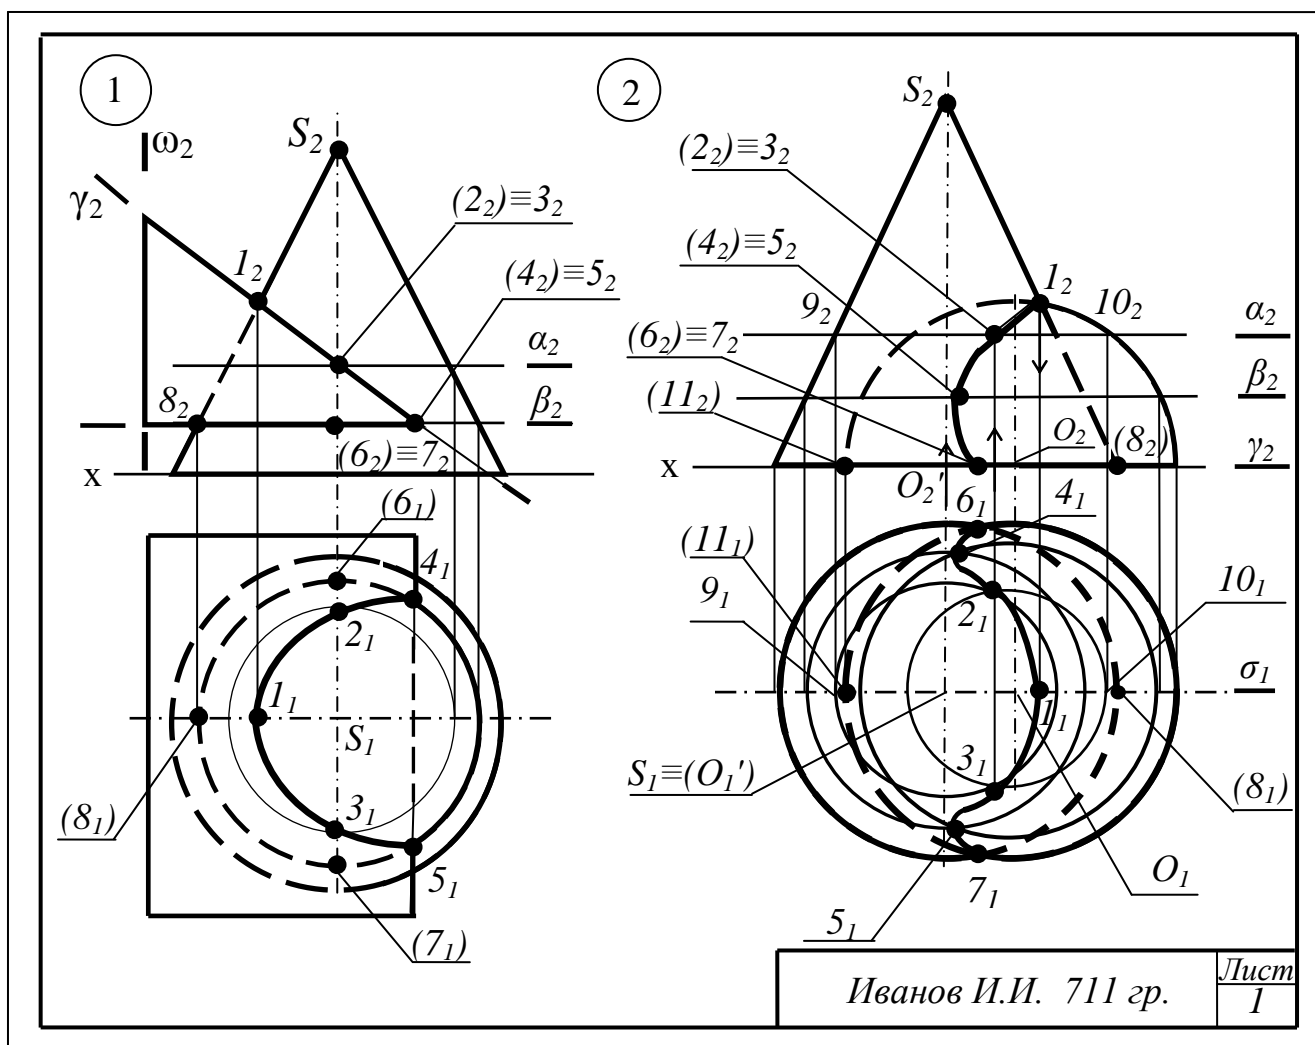 1
ω₂
S₂
γ₂
(2₂)≡3₂
1₂
(4₂)≡5₂
α₂
8₂
β₂
(6₂)≡7₂
x
(6₁)
4₁
2₁
1₁
S₁
3₁
(8₁)
5₁
(7₁)
2
S₂
(2₂)≡3₂
(4₂)≡5₂
1₂
9₂
10₂
α₂
(6₂)≡7₂
β₂
(11₂)
O₂
(8₂)
x
γ₂
O₂'
6₁
4₁
(11₁)
9₁
10₁
2₁
σ₁
1₁
3₁
S₁≡(O₁')
(8₁)
O₁
7₁
5₁
Иванов И.И. 711 гр.
Лист
1